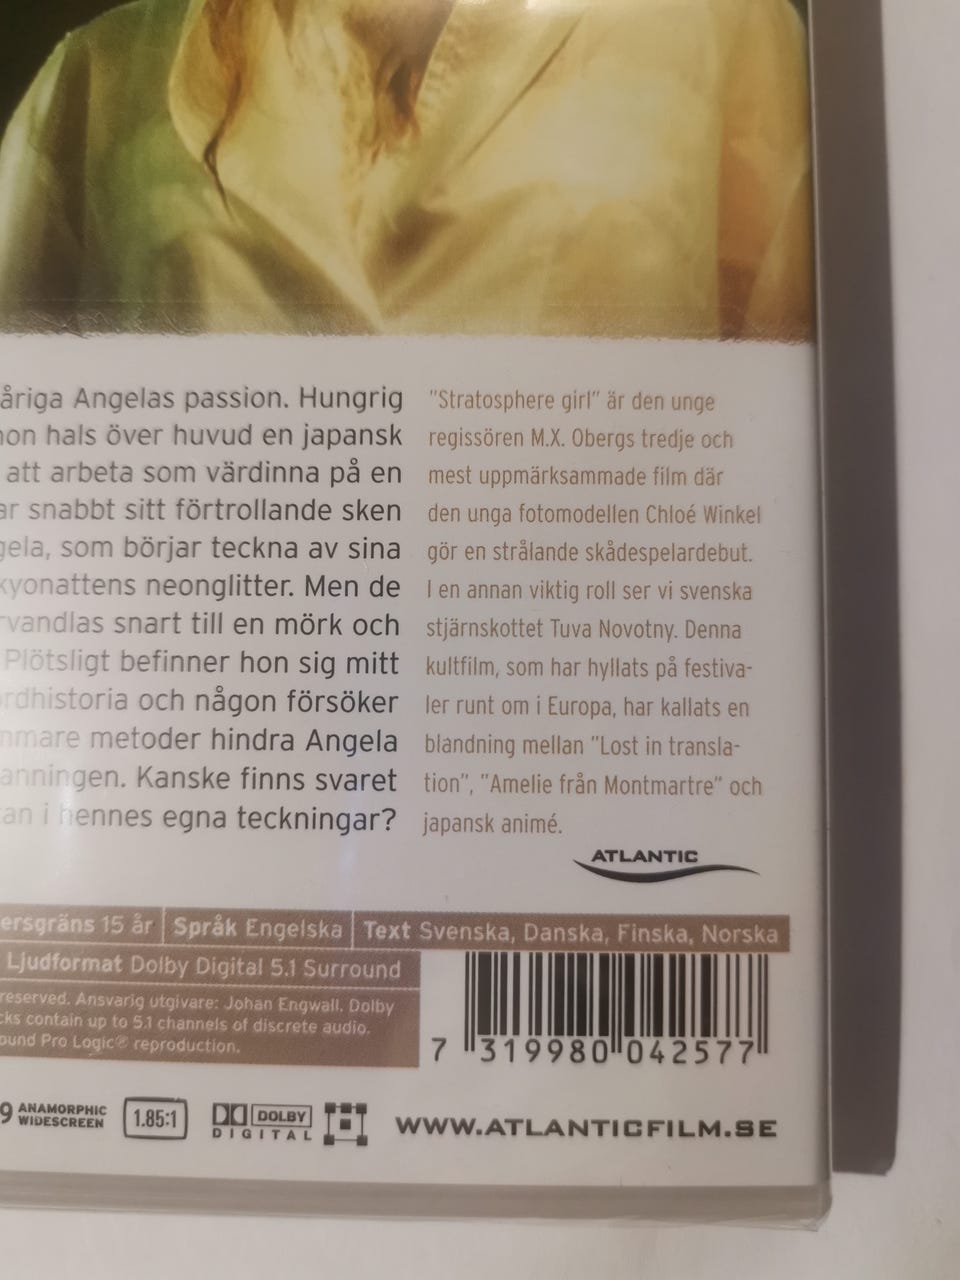 åriga Angelas passion. Hungrig
hon hals över huvud en japansk
att arbeta som värdinna på en
ar snabbt sitt förtrollande sken
gela, som börjar teckna av sina
kyonattens neonglitter. Men de
rvandlas snart till en mörk och
Plötsligt befinner hon sig mitt
ordhistoria och någon försöker
mmare metoder hindra Angela
anningen. Kanske finns svaret
tan i hennes egna teckningar?
"Stratosphere girl" är den unge
regissören M.X. Obergs tredje och
mest uppmärksammade film där
den unga fotomodellen Chloé Winkel
gör en strålande skådespelardebut.
I en annan viktig roll ser vi svenska
stjärnskottet Tuva Novotny. Denna
kultfilm, som har hyllats på festiva-
ler runt om i Europa, har kallats en
blandning mellan "Lost in transla-
tion", "Amelie från Montmartre" och
japansk animé.
ATLANTIC
ersgräns 15 år | Språk Engelska | Text Svenska, Danska, Finska, Norska
Ljudformat Dolby Digital 5.1 Surround
reserved. Ansvarig utgivare: Johan Engwall. Dolby
cks contain up to 5.1 channels of discrete audio.
ound Pro Logic® reproduction.
7 319980 042577
9 ANAMORPHIC
WIDESCREEN
1.85:1
DOLBY
DIGITAL
WWW.ATLANTICFILM.SE